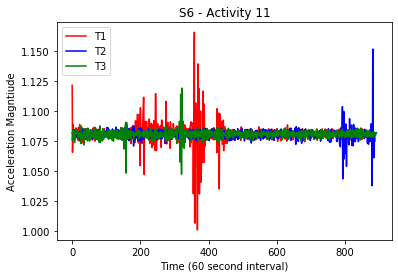 S6 - Activity 11
T1
T2
T3
Acceleration Magntiude
1.150
1.125
1.100
1.075
1.050
1.025
1.000
0 200 400 600 800
Time (60 second interval)